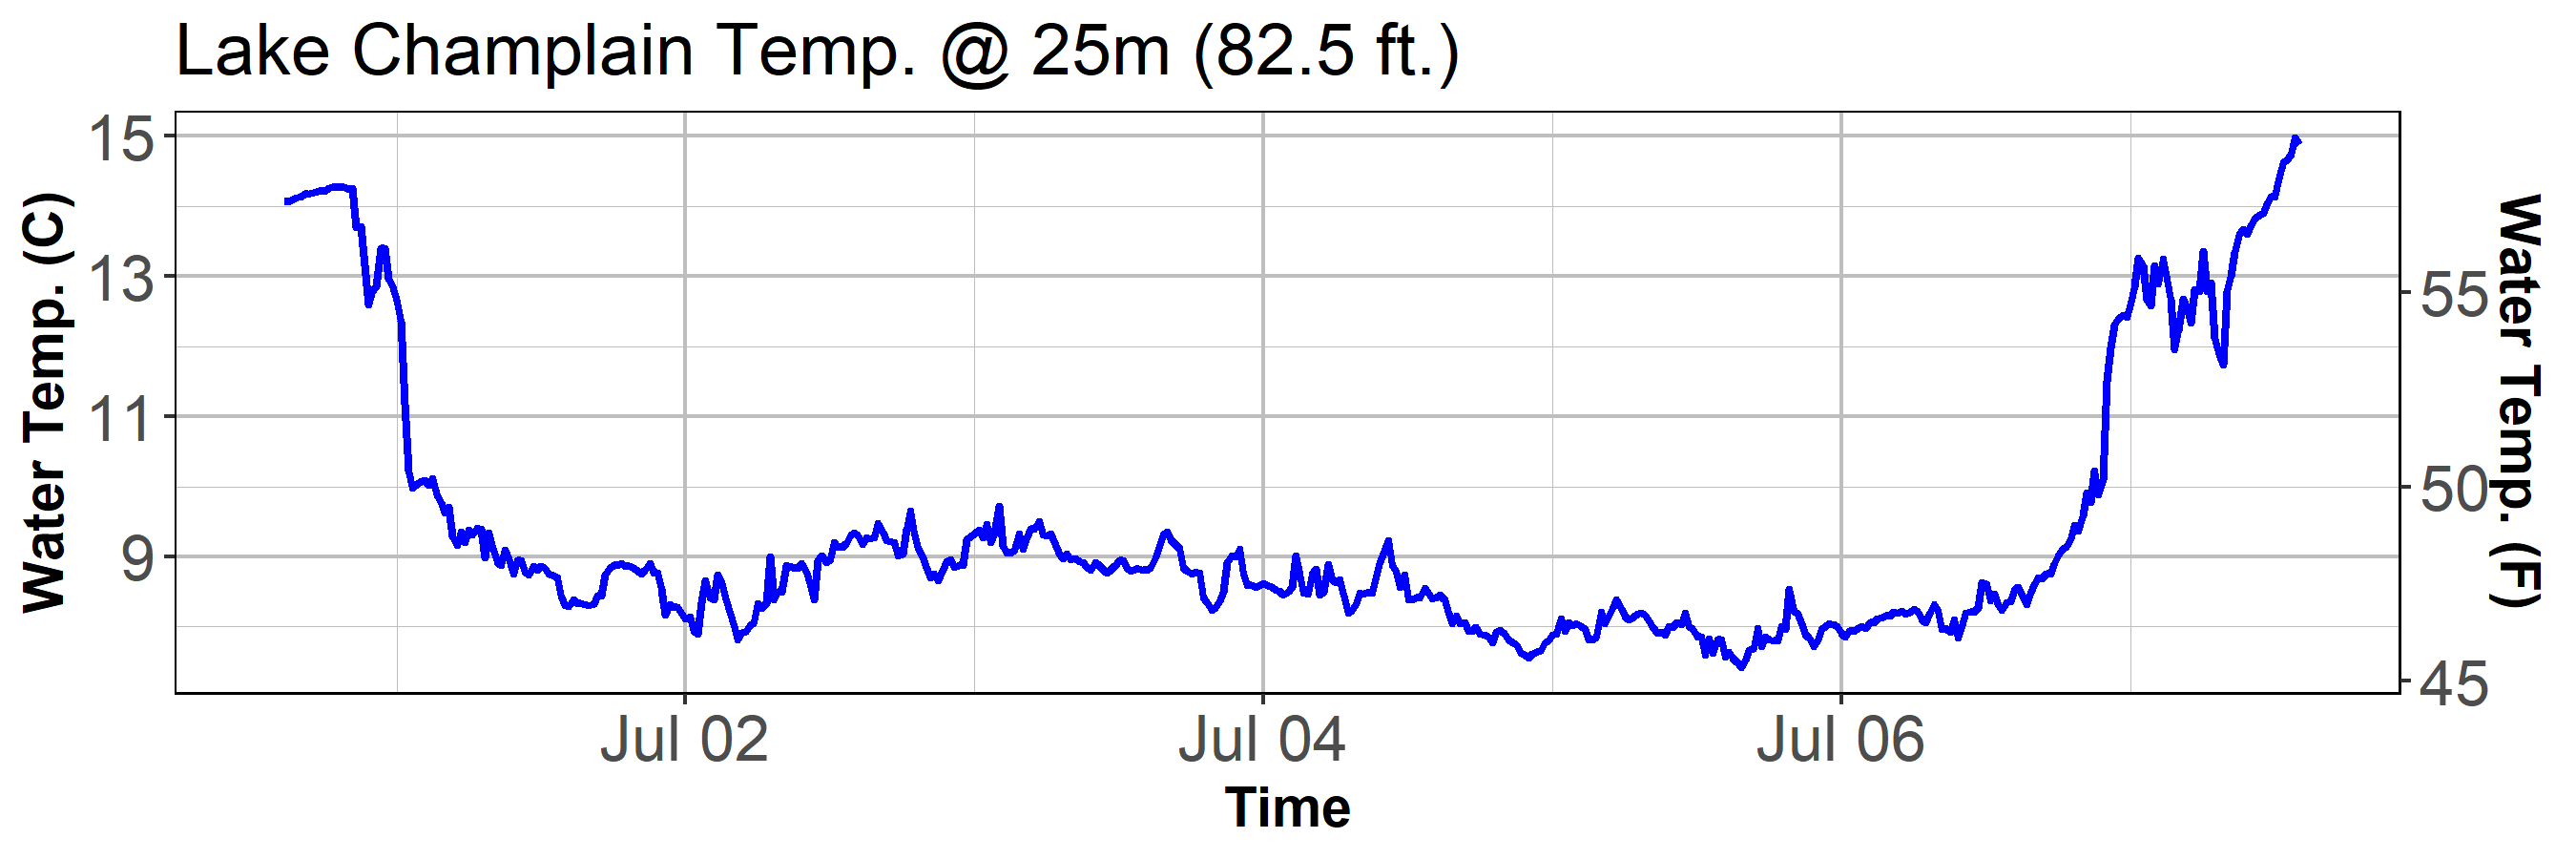 Lake Champlain Temp. @ 25m (82.5 ft.)
Water Temp. (C)
15
13
11
9
55
50
45
Water Temp. (F)
Jul 02
Jul 04
Jul 06
Time